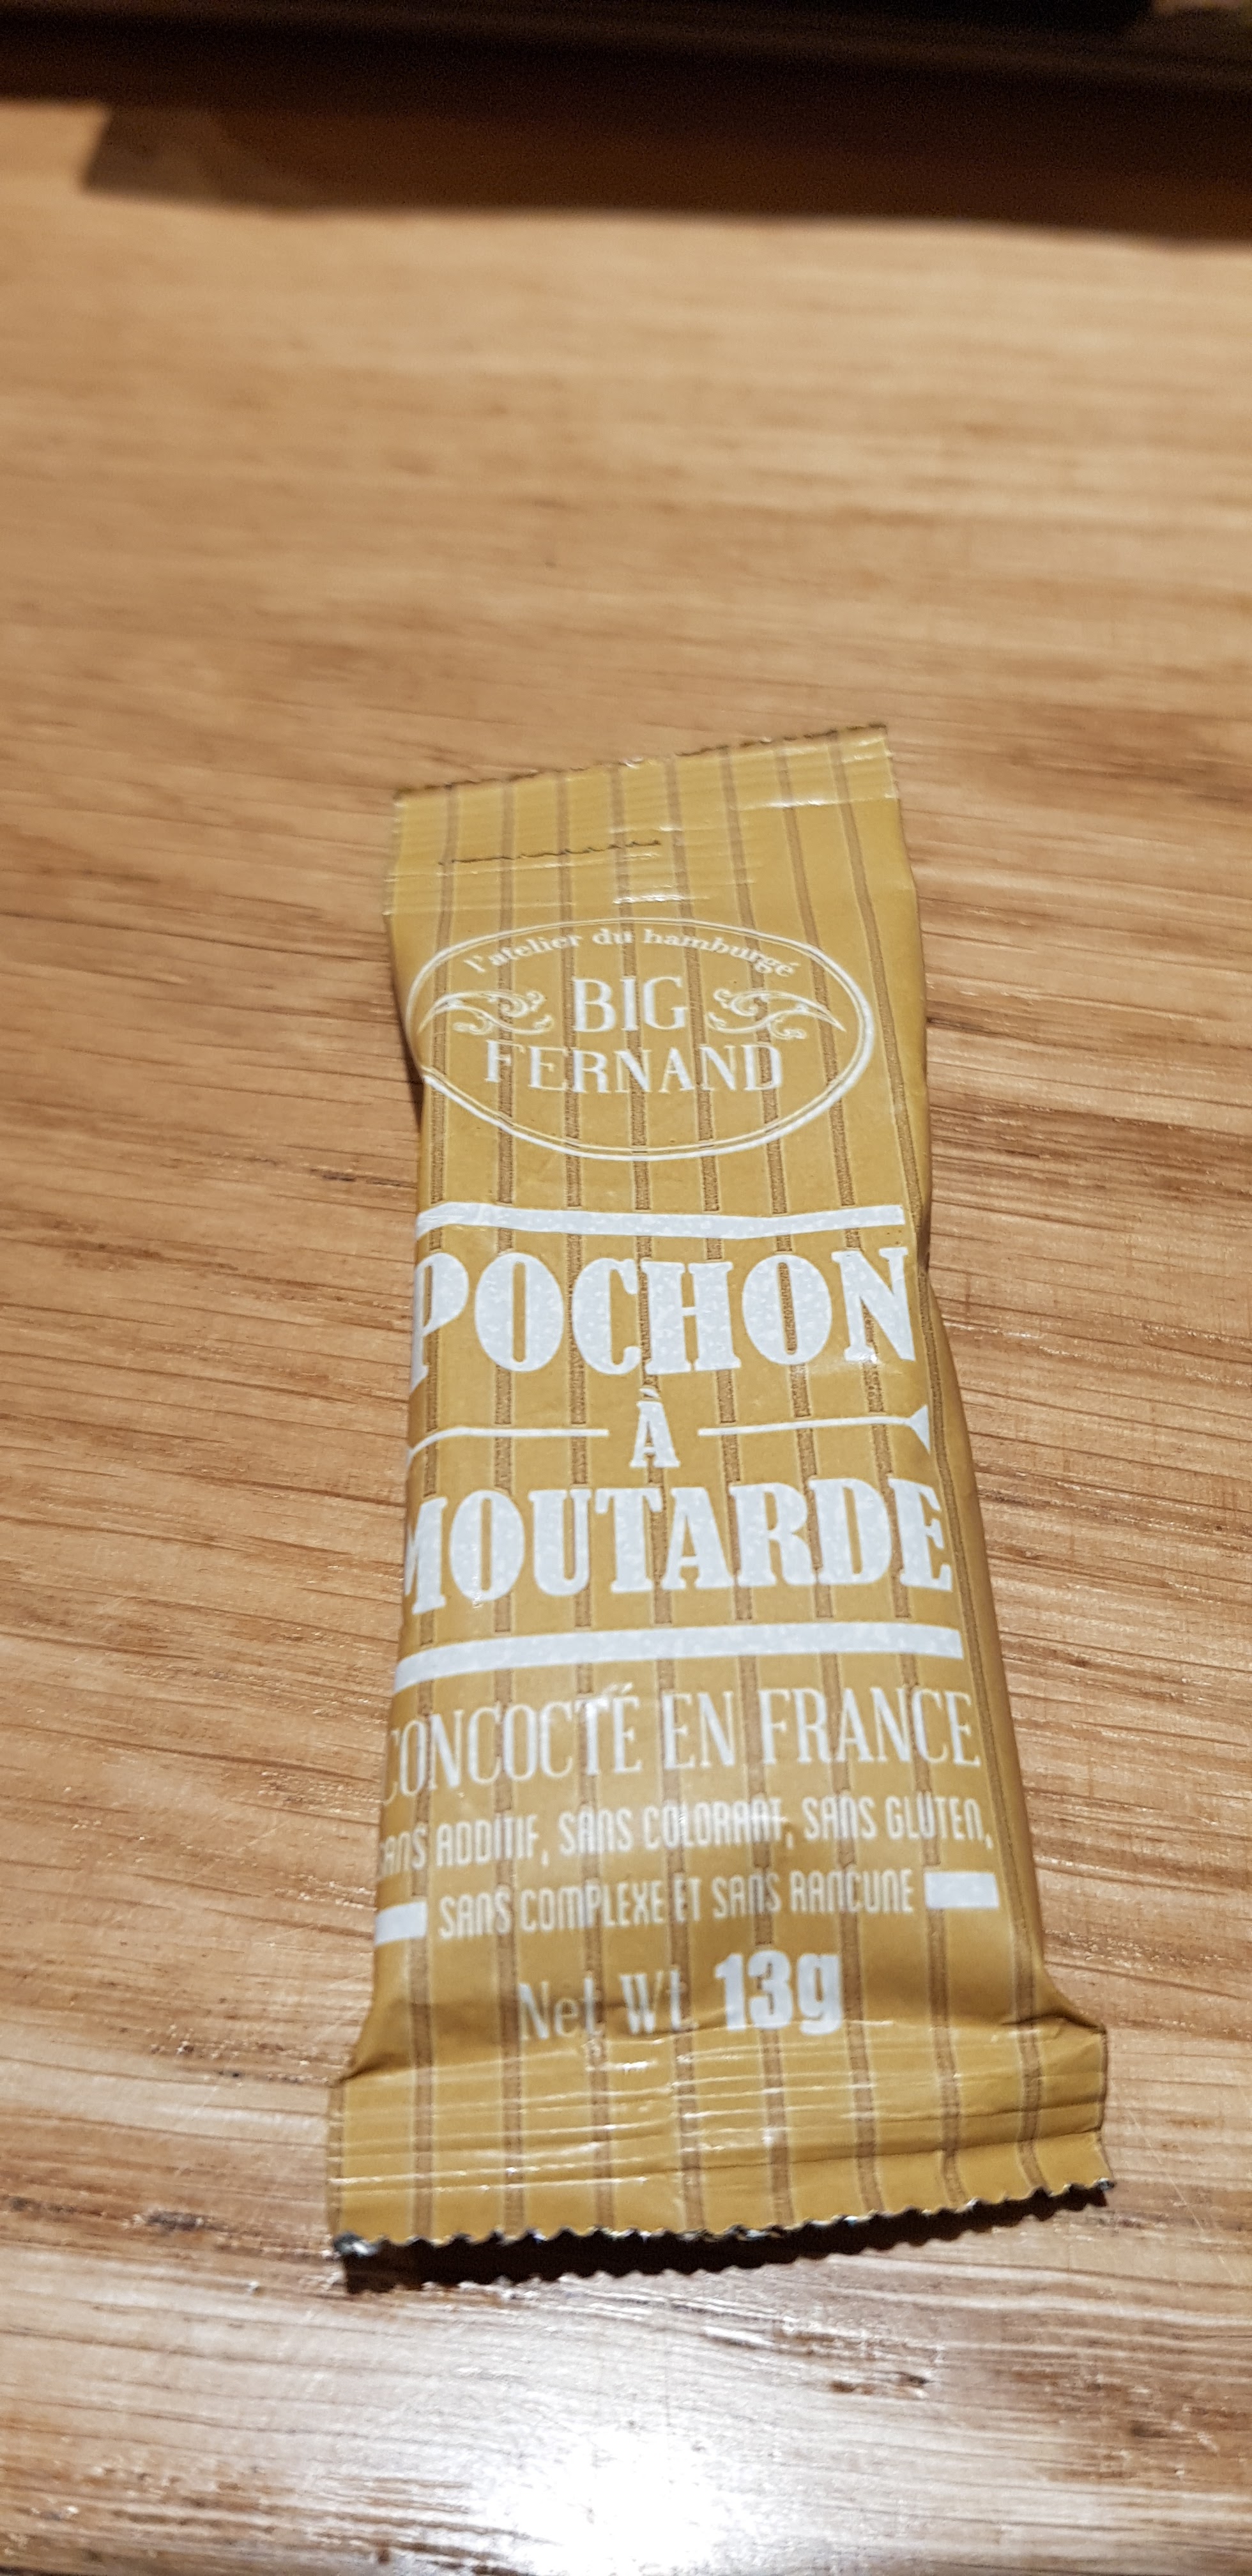 l'atelier du hamburgé
BIG
FERNAND
POCHON
À
MOUTARDE
CONCOCTÉ EN FRANCE
SANS ADDITIF, SANS COLORANT, SANS GLUTEN,
SANS COMPLEXE ET SANS RANCUNE
Net Wt. 13g